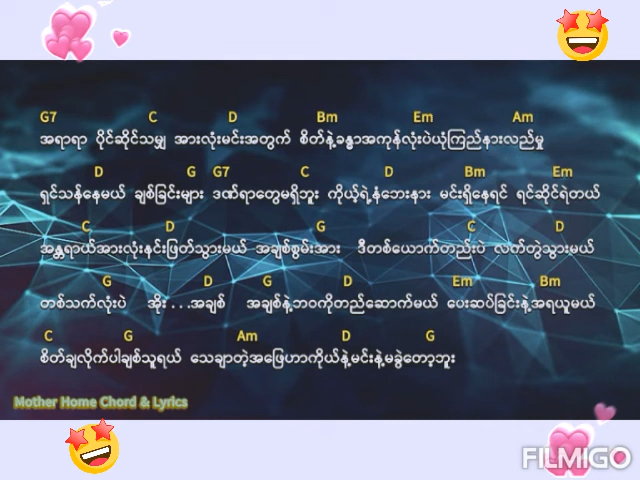 G7 C D Bm Em Am
အရာရာ ပိုင်ဆိုင်သမျှ အားလုံးမင်းအတွက် စိတ်နဲ့ခန္ဓာအကုန်လုံးပဲယုံကြည်နားလည်မှု
D G G7 C D Bm Em
ရှင်သန်နေမယ် ချစ်ခြင်းများ ဒဏ်ရာတွေမရှိဘူး ကိုယ့်ရဲ့နံဘေးနား မင်းရှိနေရင် ရင်ဆိုင်ရဲတယ်
C D G C D
အန္တရာယ်အားလုံးနင်းဖြတ်သွားမယ် အချစ်စွမ်းအား ဒီတစ်ယောက်တည်းပဲ လက်တွဲသွားမယ်
G D G D Em Bm
တစ်သက်လုံးပဲ အိုး...အချစ် အချစ်နဲ့ဘဝကိုတည်ဆောက်မယ် ပေးဆပ်ခြင်းနဲ့အရယူမယ်
C G Am D G
စိတ်ချလိုက်ပါချစ်သူရယ် သေချာတဲ့အဖြေဟာကိုယ်နဲ့မင်းနဲ့မခွဲတော့ဘူး
Mother Home Chord & Lyrics
FILMIGO